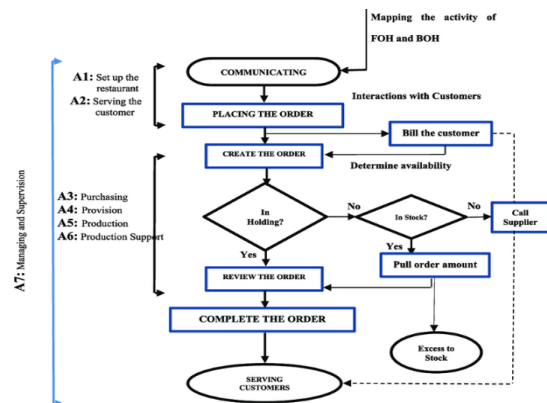 Mapping the activity of
FOH and BOH
COMMUNICATING
A1: Set up the
restaurant
A2: Serving the
customer
Interactions with Customers
PLACING THE ORDER
Bill the customer
CREATE THE ORDER
Determine availability
A3: Purchasing
A4: Provision
A5: Production
A6: Production Support
In
Holding?
No
In Stock?
No
Call
Supplier
Yes
Yes
REVIEW THE ORDER
Pull order amount
COMPLETE THE ORDER
Excess to
Stock
SERVING
CUSTOMERS
A7: Managing and Supervision